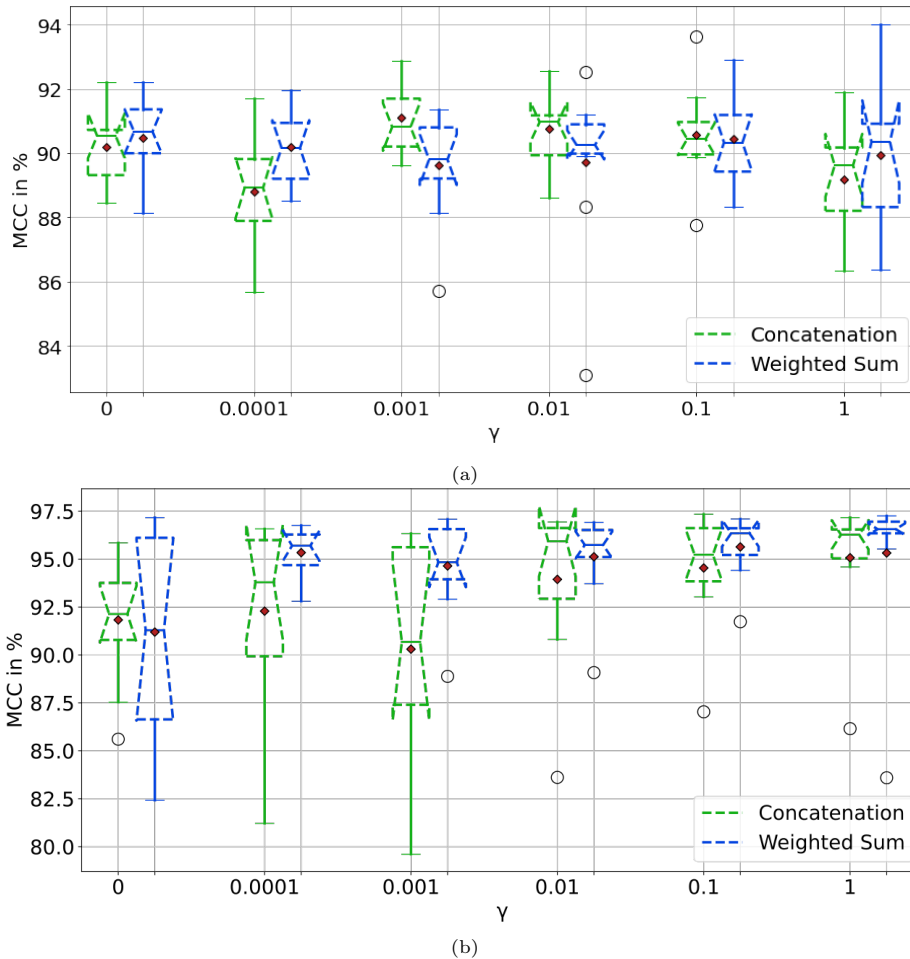 94
92
90
88
86
84
MCC in %
Concatenation
Weighted Sum
0 0.0001 0.001 0.01 0.1 1
γ
(a)
97.5
95.0
92.5
90.0
87.5
85.0
82.5
80.0
MCC in %
Concatenation
Weighted Sum
0 0.0001 0.001 0.01 0.1 1
γ
(b)